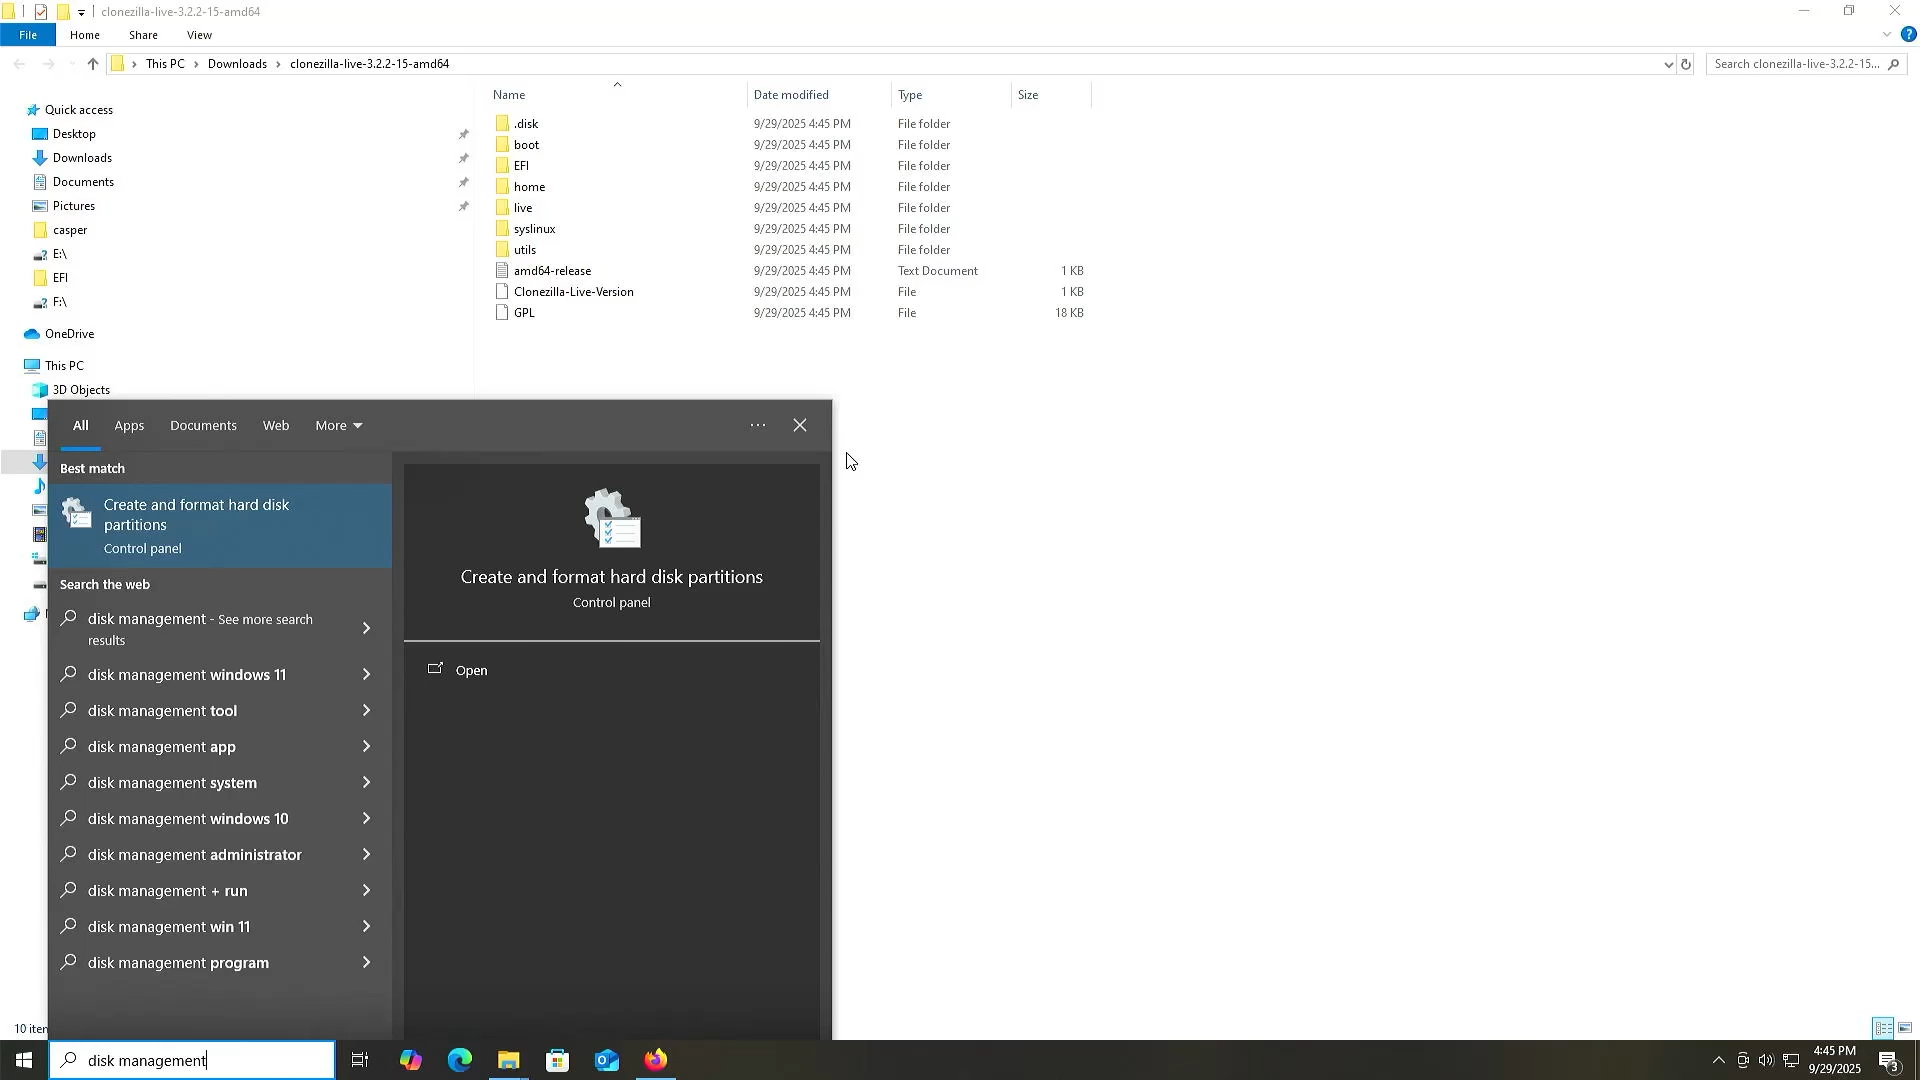 clonezilla-live-3.2.2-15-amd64
File Home Share View
This PC Downloads clonezilla-live-3.2.2-15-amd64
Search clonezilla-live-3.2.2-15...
Name Date modified Type Size
Quick access
Desktop
Downloads
Documents
Pictures
casper
E:\
EFI
F:\
OneDrive
This PC
3D Objects
.disk 9/29/2025 4:45 PM File folder
boot 9/29/2025 4:45 PM File folder
EFI 9/29/2025 4:45 PM File folder
home 9/29/2025 4:45 PM File folder
live 9/29/2025 4:45 PM File folder
syslinux 9/29/2025 4:45 PM File folder
utils 9/29/2025 4:45 PM File folder
amd64-release 9/29/2025 4:45 PM Text Document 1 KB
Clonezilla-Live-Version 9/29/2025 4:45 PM File 1 KB
GPL 9/29/2025 4:45 PM File 18 KB
All Apps Documents Web More
Best match
Create and format hard disk
partitions
Control panel
Search the web
disk management - See more search
results
disk management windows 11
disk management tool
disk management app
disk management system
disk management windows 10
disk management administrator
disk management + run
disk management win 11
disk management program
Create and format hard disk partitions
Control panel
Open
10
disk management
4:45 PM
9/29/2025
3